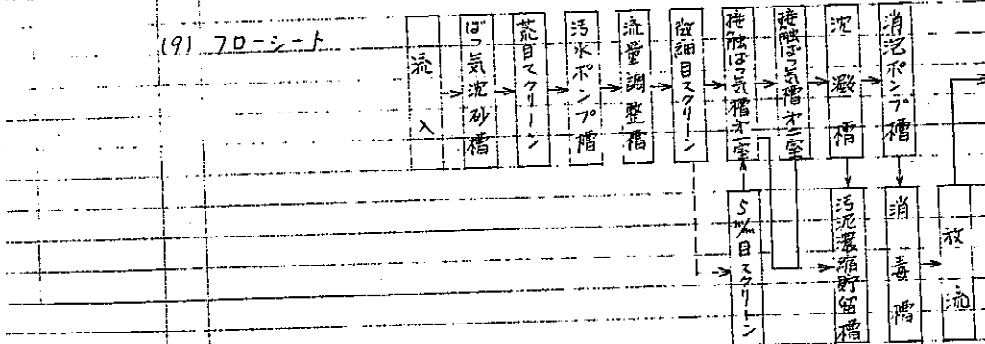 (9) フローシート
流入
ばっ気沈砂槽
荒目スクリーン
汚水ポンプ槽
流量調整槽
微細目スクリーン
接触ばっ気槽才一室
接触ばっ気槽才二室
沈澱槽
消泡ポンプ槽
5m/m目スクリーン
汚泥濃縮貯留槽
消毒槽
放流